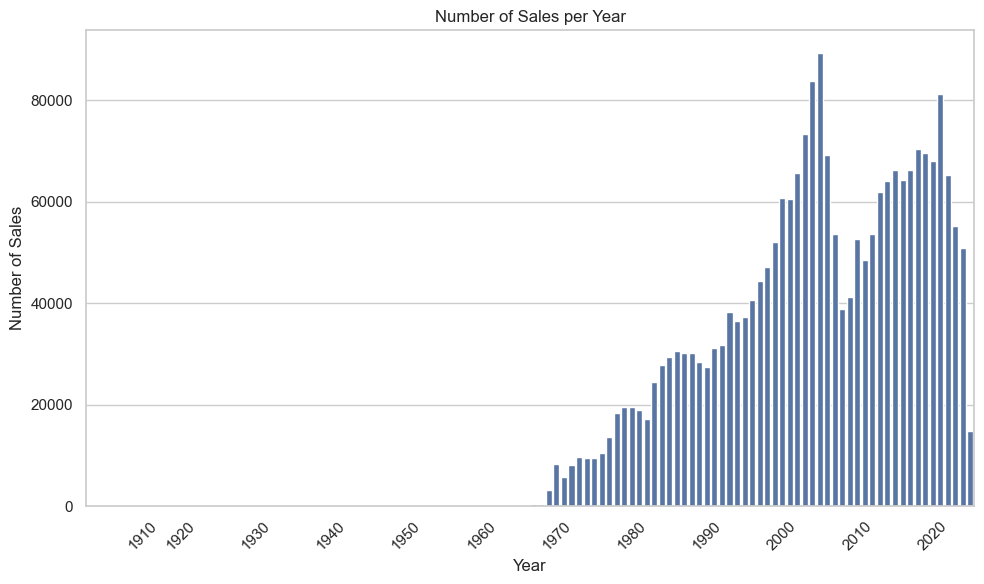 Number of Sales per Year
Number of Sales
80000
60000
40000
20000
0
1910 1920 1930 1940 1950 1960 1970 1980 1990 2000 2010 2020
Year